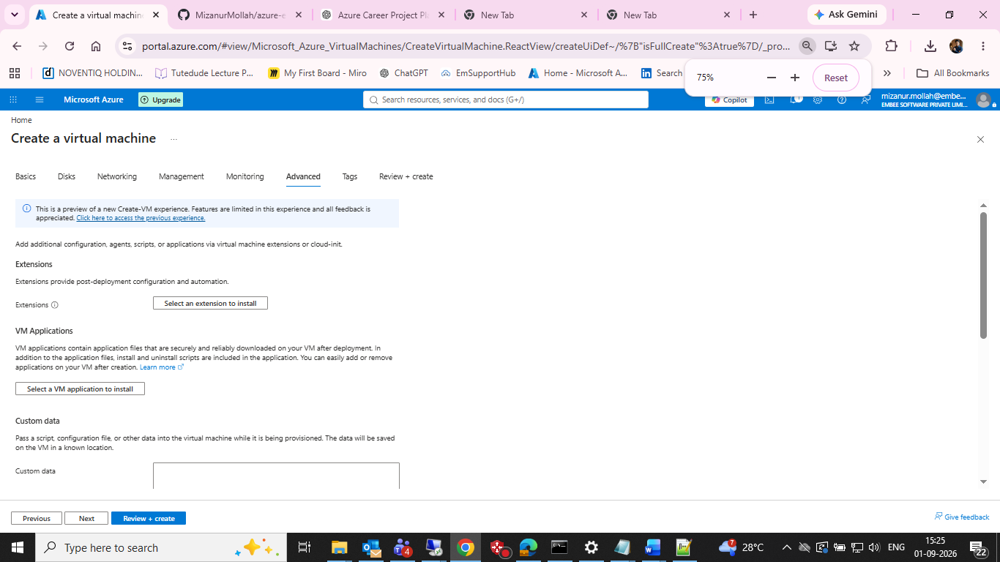 Create a virtual machine
MizanurMollah/azure-e
Azure Career Project Pl
New Tab
New Tab
Ask Gemini
portal.azure.com/#view/Microsoft_Azure_VirtualMachines/CreateVirtualMachine.ReactView/createUiDef~/%7B"isFullCreate"%3Atrue%7D/_pro...
NOVENTIQ HOLDIN...
Tutedude Lecture P...
My First Board - Miro
ChatGPT
EmSupportHub
Home - Microsoft A...
Search
All Bookmarks
75%
Reset
Microsoft Azure
Upgrade
Search resources, services, and docs (G+/)
Copilot
1
mizanur.mollah@embe...
EMBEE SOFTWARE PRIVATE LIMI...
Home
Create a virtual machine
...
Basics
Disks
Networking
Management
Monitoring
Advanced
Tags
Review + create
This is a preview of a new Create-VM experience. Features are limited in this experience and all feedback is
appreciated. Click here to access the previous experience.
Add additional configuration, agents, scripts, or applications via virtual machine extensions or cloud-init.
Extensions
Extensions provide post-deployment configuration and automation.
Extensions
Select an extension to install
VM Applications
VM applications contain application files that are securely and reliably downloaded on your VM after deployment. In
addition to the application files, install and uninstall scripts are included in the application. You can easily add or remove
applications on your VM after creation. Learn more
Select a VM application to install
Custom data
Pass a script, configuration file, or other data into the virtual machine while it is being provisioned. The data will be saved
on the VM in a known location.
Custom data
Previous
Next
Review + create
Give feedback
Type here to search
4
7
28°C
ENG
15:25
01-09-2026
22